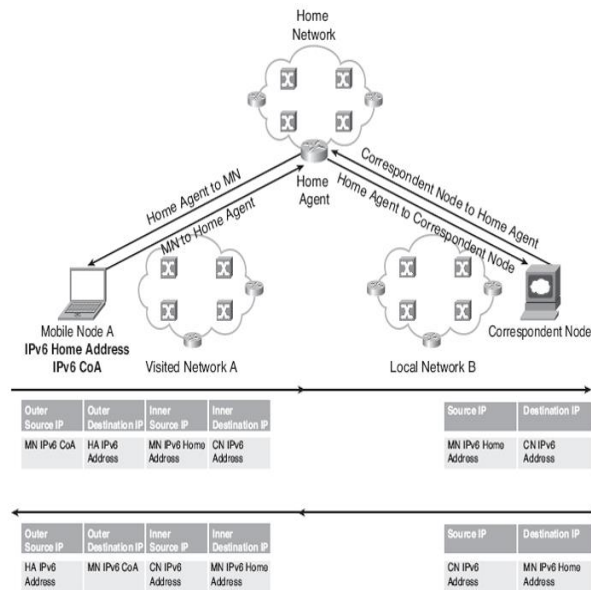 Home
Network
Home Agent to MN
MN to Home Agent
Home
Agent
Correspondent Node to Home Agent
Home Agent to Correspondent Node
Mobile Node A
IPv6 Home Address
IPv6 CoA
Visited Network A
Local Network B
Correspondent Node
Outer Source IP
Outer Destination IP
Inner Source IP
Inner Destination IP
MN IPv6 CoA
HA IPv6 Address
MN IPv6 Home Address
CN IPv6 Address
Source IP
Destination IP
MN IPv6 Home Address
CN IPv6 Address
Outer Source IP
Outer Destination IP
Inner Source IP
Inner Destination IP
HA IPv6 Address
MN IPv6 CoA
CN IPv6 Address
MN IPv6 Home Address
Source IP
Destination IP
CN IPv6 Address
MN IPv6 Home Address